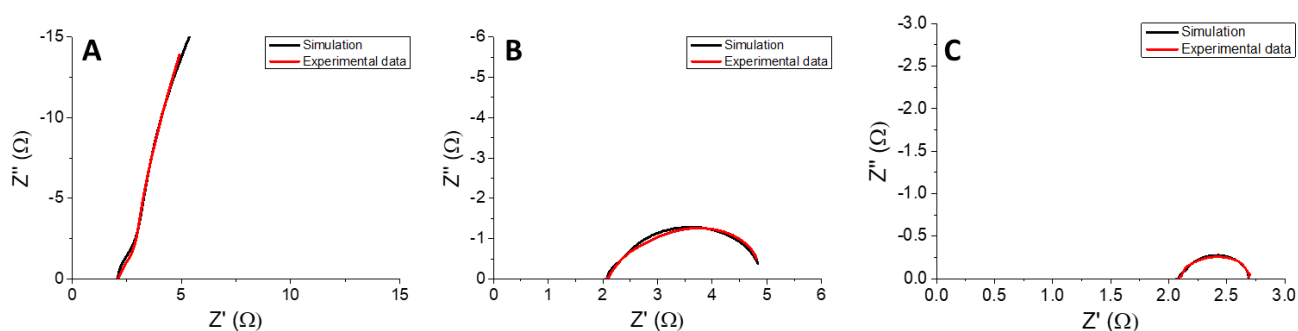 A
-15
-10
-5
0
0
5
10
15
Z'' (Ω)
Z' (Ω)
Simulation
Experimental data
B
-6
-5
-4
-3
-2
-1
0
0
1
2
3
4
5
6
Z'' (Ω)
Z' (Ω)
Simulation
Experimental data
C
-3.0
-2.5
-2.0
-1.5
-1.0
-0.5
0.0
0.0
0.5
1.0
1.5
2.0
2.5
3.0
Z'' (Ω)
Z' (Ω)
Simulation
Experimental data